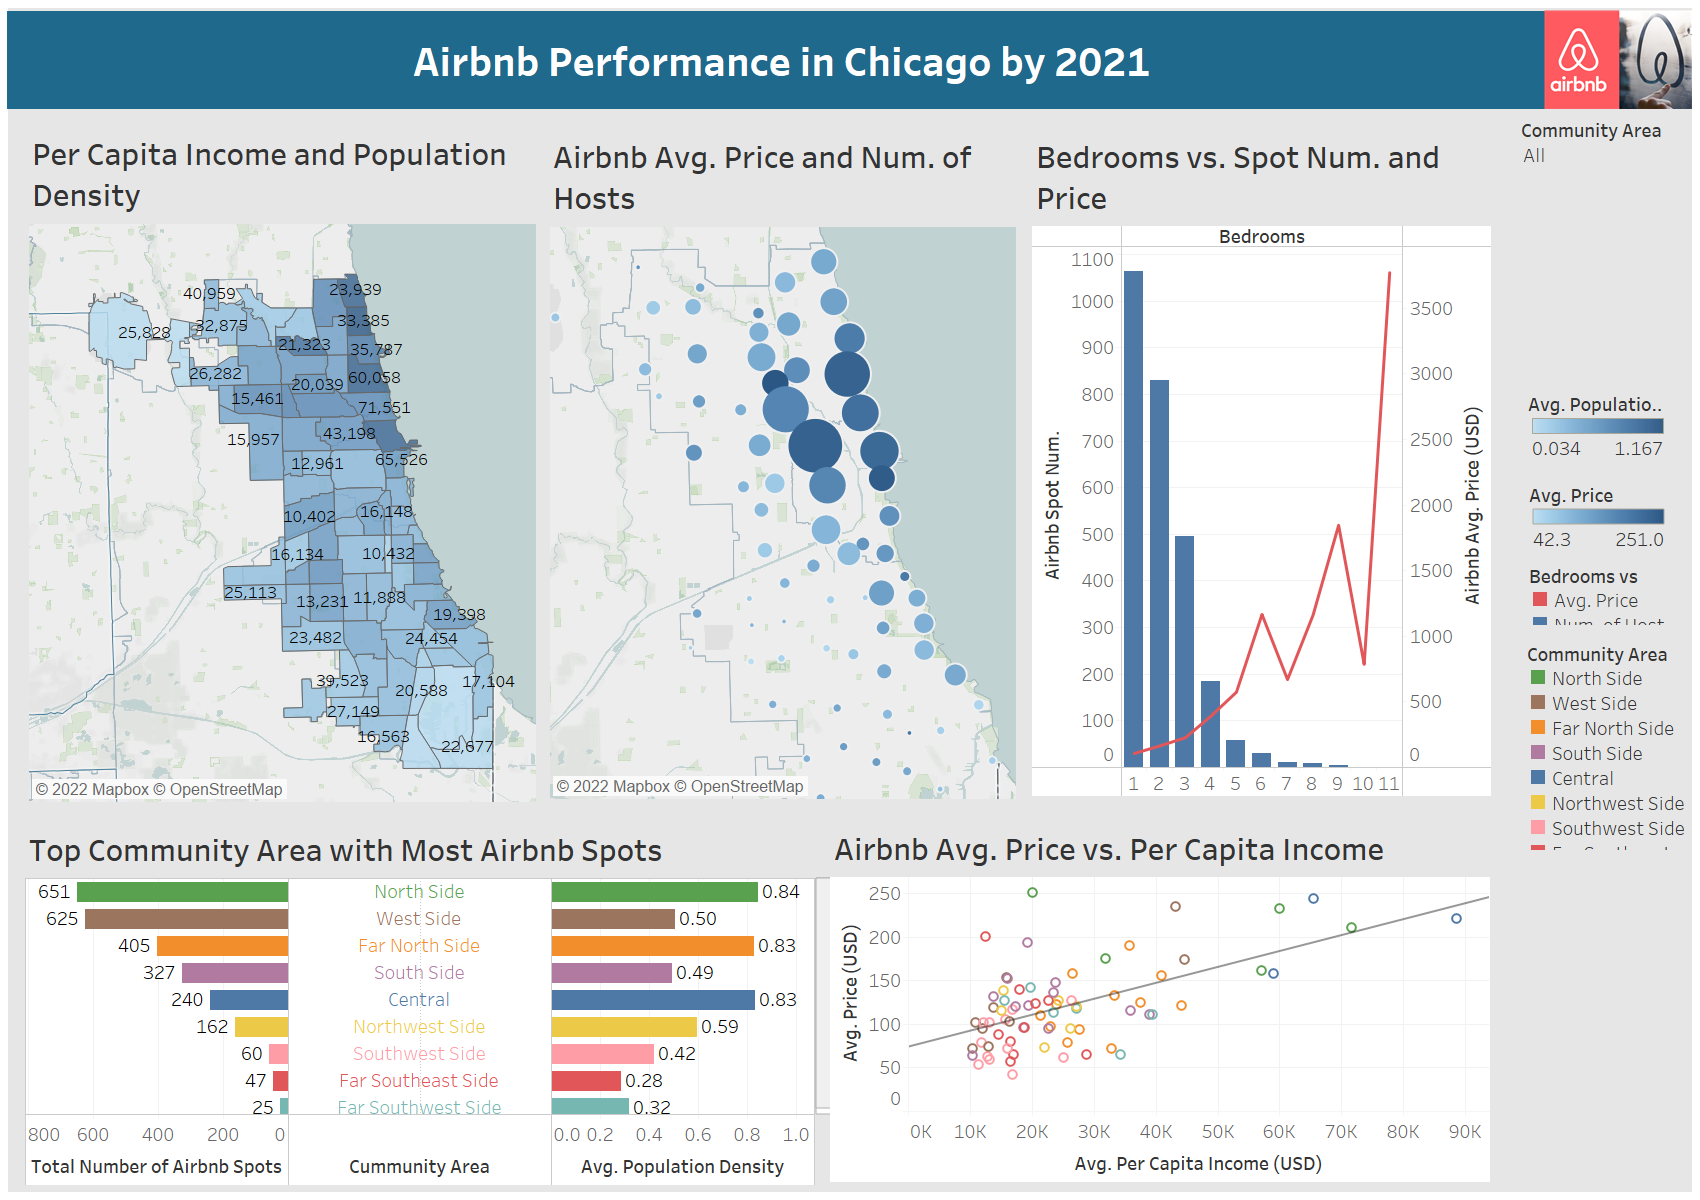 Airbnb Performance in Chicago by 2021
airbnb
Per Capita Income and Population
Density
40,959
23,939
25,828
32,875
33,385
21,323
35,787
26,282
20,039
60,058
15,461
71,551
15,957
43,198
12,961
65,526
10,402
16,148
16,134
10,432
25,113
13,231
11,888
19,398
23,482
24,454
39,523
20,588
17,104
27,149
16,563
22,677
© 2022 Mapbox © OpenStreetMap
Airbnb Avg. Price and Num. of
Hosts
© 2022 Mapbox © OpenStreetMap
Bedrooms vs. Spot Num. and
Price
Bedrooms
Airbnb Spot Num.
1100
1000
900
800
700
600
500
400
300
200
100
0
1 2 3 4 5 6 7 8 9 10 11
3500
3000
2500
2000
1500
1000
500
0
Airbnb Avg. Price (USD)
Community Area
All
Avg. Populatio..
0.034 1.167
Avg. Price
42.3 251.0
Bedrooms vs
Avg. Price
Num. of Host
Community Area
North Side
West Side
Far North Side
South Side
Central
Northwest Side
Southwest Side
Top Community Area with Most Airbnb Spots
651 North Side 0.84
625 West Side 0.50
405 Far North Side 0.83
327 South Side 0.49
240 Central 0.83
162 Northwest Side 0.59
60 Southwest Side 0.42
47 Far Southeast Side 0.28
25 Far Southwest Side 0.32
800 600 400 200 0
0.0 0.2 0.4 0.6 0.8 1.0
Total Number of Airbnb Spots
Cummunity Area
Avg. Population Density
Airbnb Avg. Price vs. Per Capita Income
Avg. Price (USD)
250
200
150
100
50
0
0K 10K 20K 30K 40K 50K 60K 70K 80K 90K
Avg. Per Capita Income (USD)